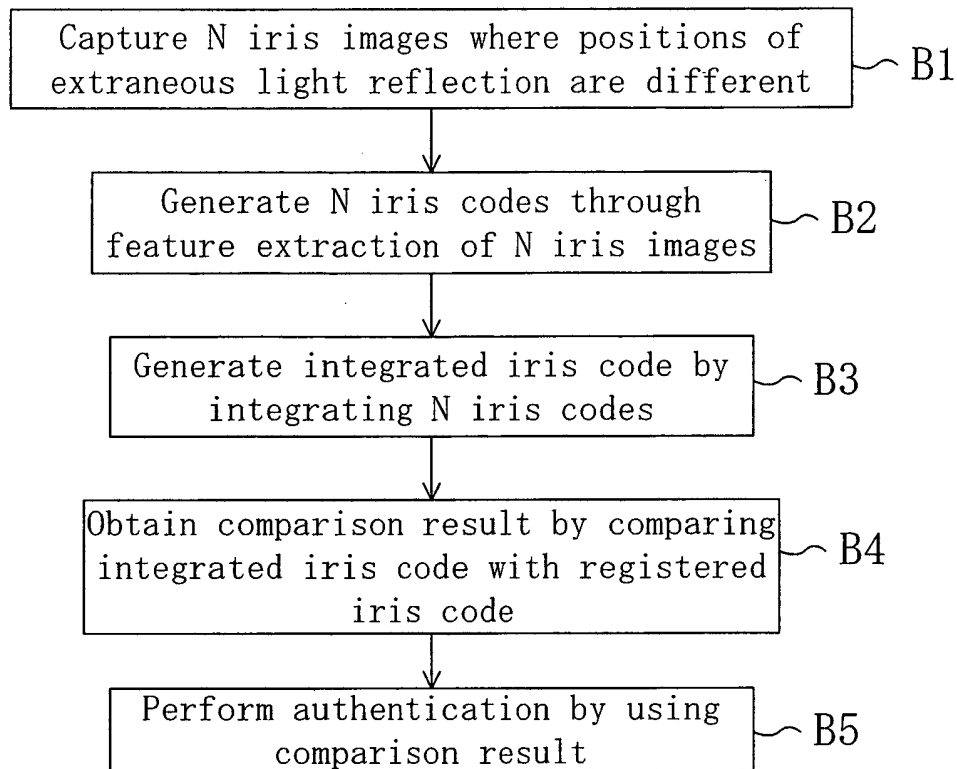 Capture N iris images where positions of
extraneous light reflection are different
B1
Generate N iris codes through
feature extraction of N iris images
B2
Generate integrated iris code by
integrating N iris codes
B3
Obtain comparison result by comparing
integrated iris code with registered
iris code
B4
Perform authentication by using
comparison result
B5